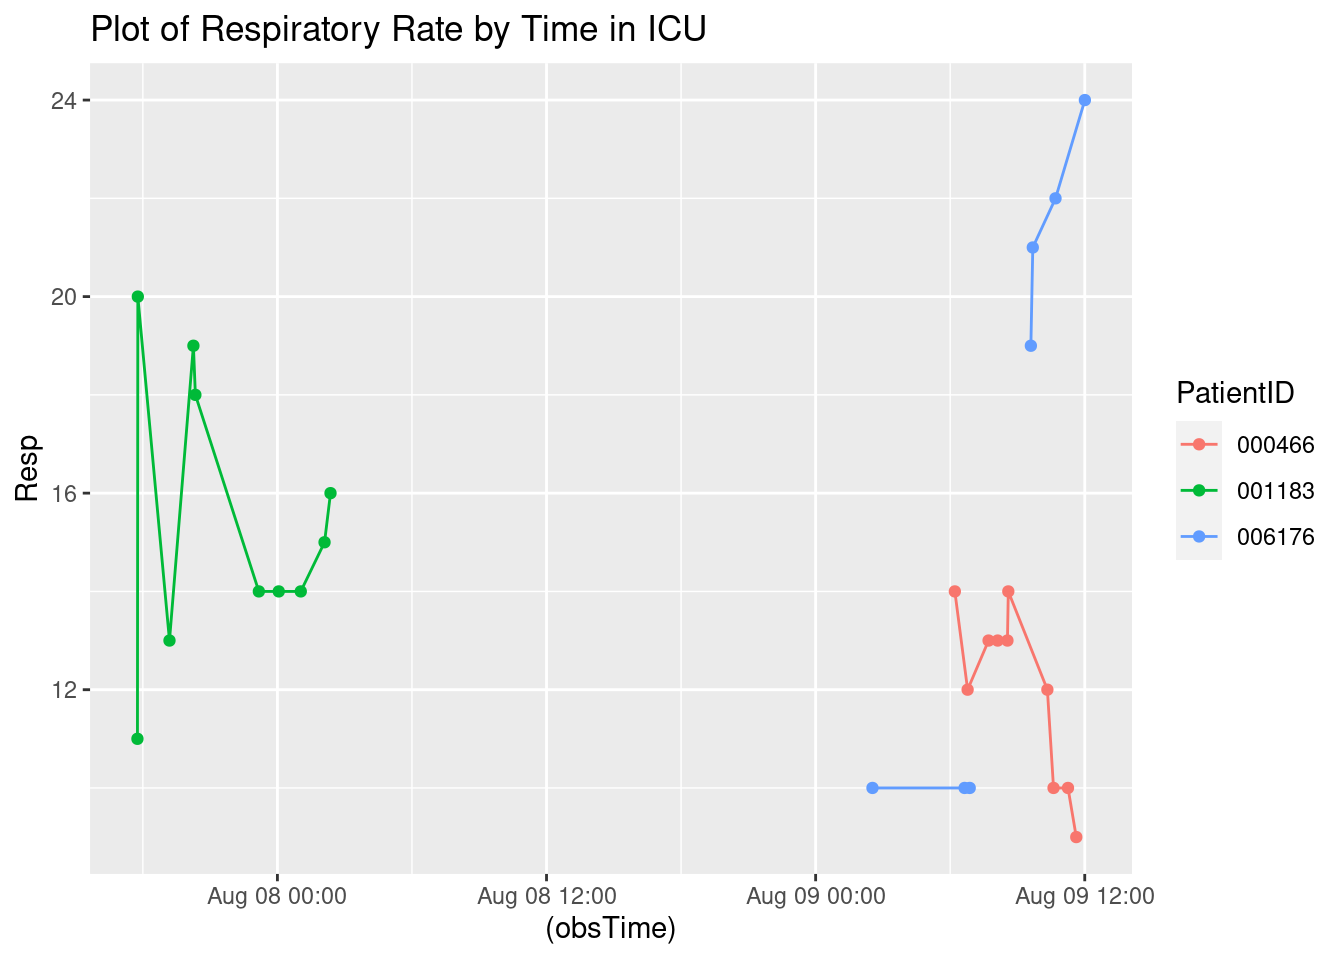 Plot of Respiratory Rate by Time in ICU
24
20
16
12
Resp
Aug 08 00:00
Aug 08 12:00
Aug 09 00:00
Aug 09 12:00
(obsTime)
PatientID
000466
001183
006176